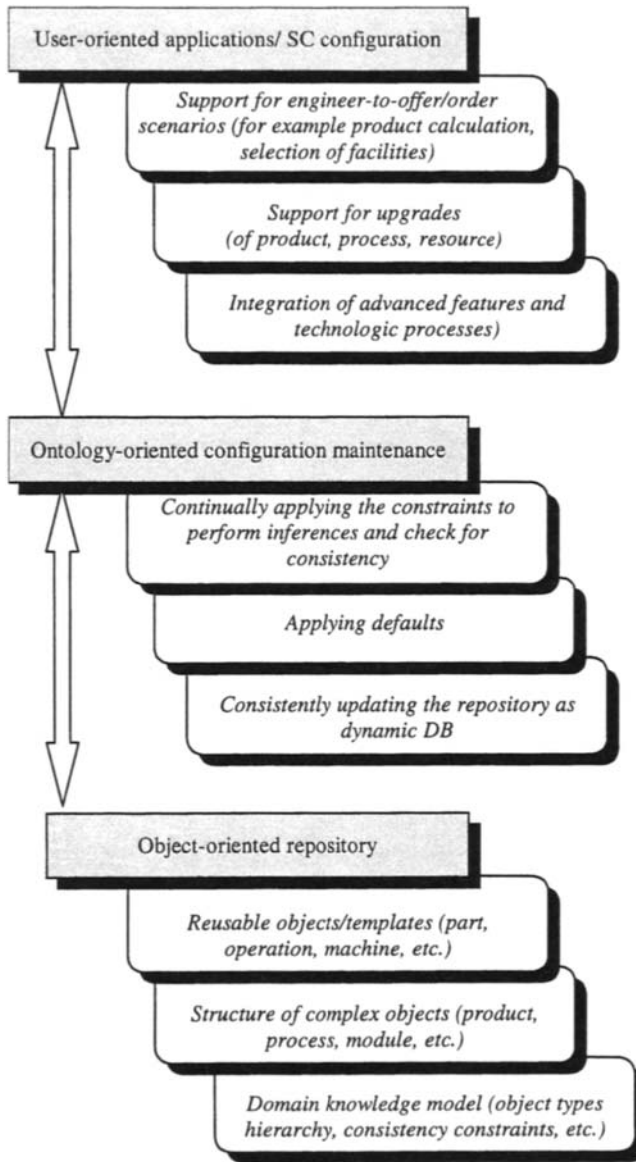 User-oriented applications/ SC configuration
Support for engineer-to-offer/order
scenarios (for example product calculation,
selection of facilities)
Support for upgrades
(of product, process, resource)
Integration of advanced features and
technologic processes)
Ontology-oriented configuration maintenance
Continually applying the constraints to
perform inferences and check for
consistency
Applying defaults
Consistently updating the repository as
dynamic DB
Object-oriented repository
Reusable objects/templates (part,
operation, machine, etc.)
Structure of complex objects (product,
process, module, etc.)
Domain knowledge model (object types
hierarchy, consistency constraints, etc.)